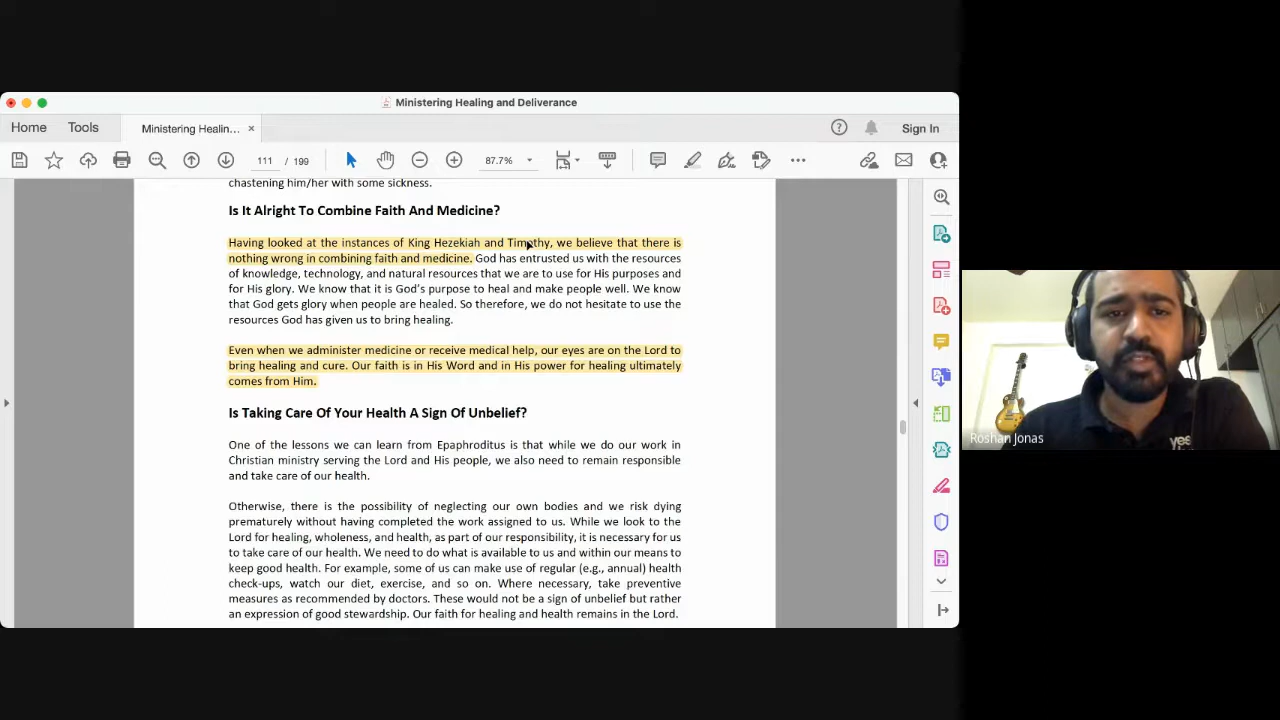 Ministering Healing and Deliverance
Home Tools Ministering Healin... × Sign In
111 / 199 87.7%
chastening him/her with some sickness.
Is It Alright To Combine Faith And Medicine?
Having looked at the instances of King Hezekiah and Timothy, we believe that there is
nothing wrong in combining faith and medicine. God has entrusted us with the resources
of knowledge, technology, and natural resources that we are to use for His purposes and
for His glory. We know that it is God's purpose to heal and make people well. We know
that God gets glory when people are healed. So therefore, we do not hesitate to use the
resources God has given us to bring healing.
Even when we administer medicine or receive medical help, our eyes are on the Lord to
bring healing and cure. Our faith is in His Word and in His power for healing ultimately
comes from Him.
Is Taking Care Of Your Health A Sign Of Unbelief?
One of the lessons we can learn from Epaphroditus is that while we do our work in
Christian ministry serving the Lord and His people, we also need to remain responsible
and take care of our health.
Otherwise, there is the possibility of neglecting our own bodies and we risk dying
prematurely without having completed the work assigned to us. While we look to the
Lord for healing, wholeness, and health, as part of our responsibility, it is necessary for us
to take care of our health. We need to do what is available to us and within our means to
keep good health. For example, some of us can make use of regular (e.g., annual) health
check-ups, watch our diet, exercise, and so on. Where necessary, take preventive
measures as recommended by doctors. These would not be a sign of unbelief but rather
an expression of good stewardship. Our faith for healing and health remains in the Lord.
Roshan Jonas
yes